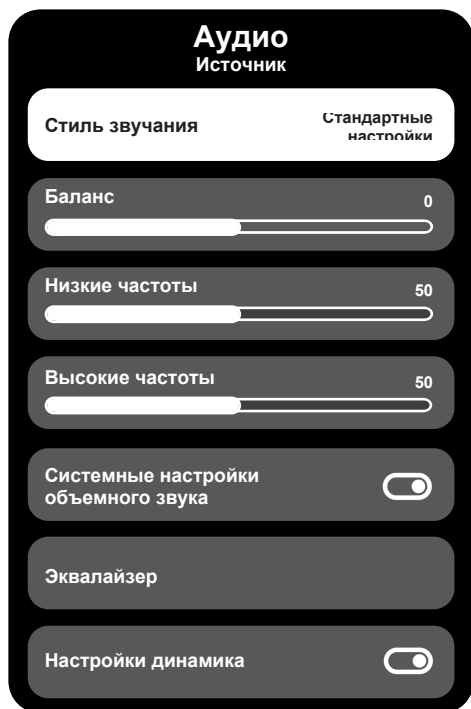 Аудио
Источник
Стиль звучания
Стандартные
настройки
Баланс
0
Низкие частоты
50
Высокие частоты
50
Системные настройки
объемного звука
Эквалайзер
Настройки динамика